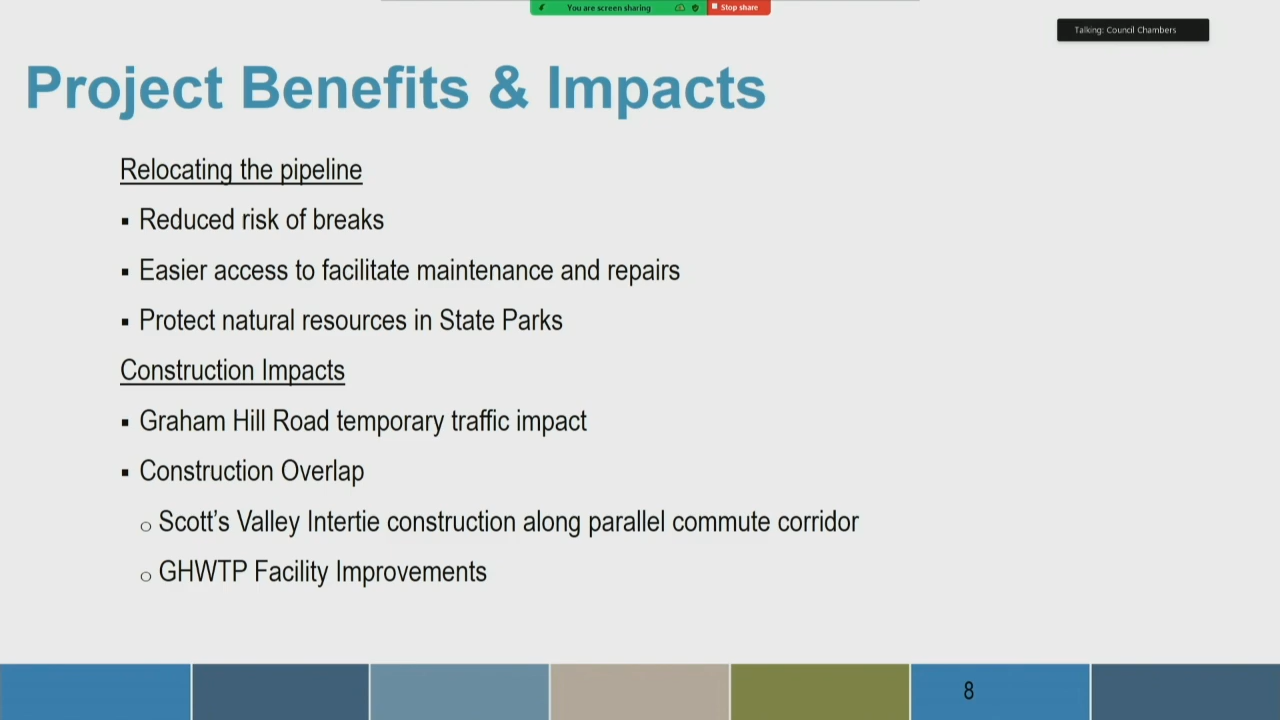 You are screen sharing
Stop share
Talking: Council Chambers
Project Benefits & Impacts
Relocating the pipeline
▪ Reduced risk of breaks
▪ Easier access to facilitate maintenance and repairs
▪ Protect natural resources in State Parks
Construction Impacts
▪ Graham Hill Road temporary traffic impact
▪ Construction Overlap
o Scott’s Valley Intertie construction along parallel commute corridor
o GHWTP Facility Improvements
8